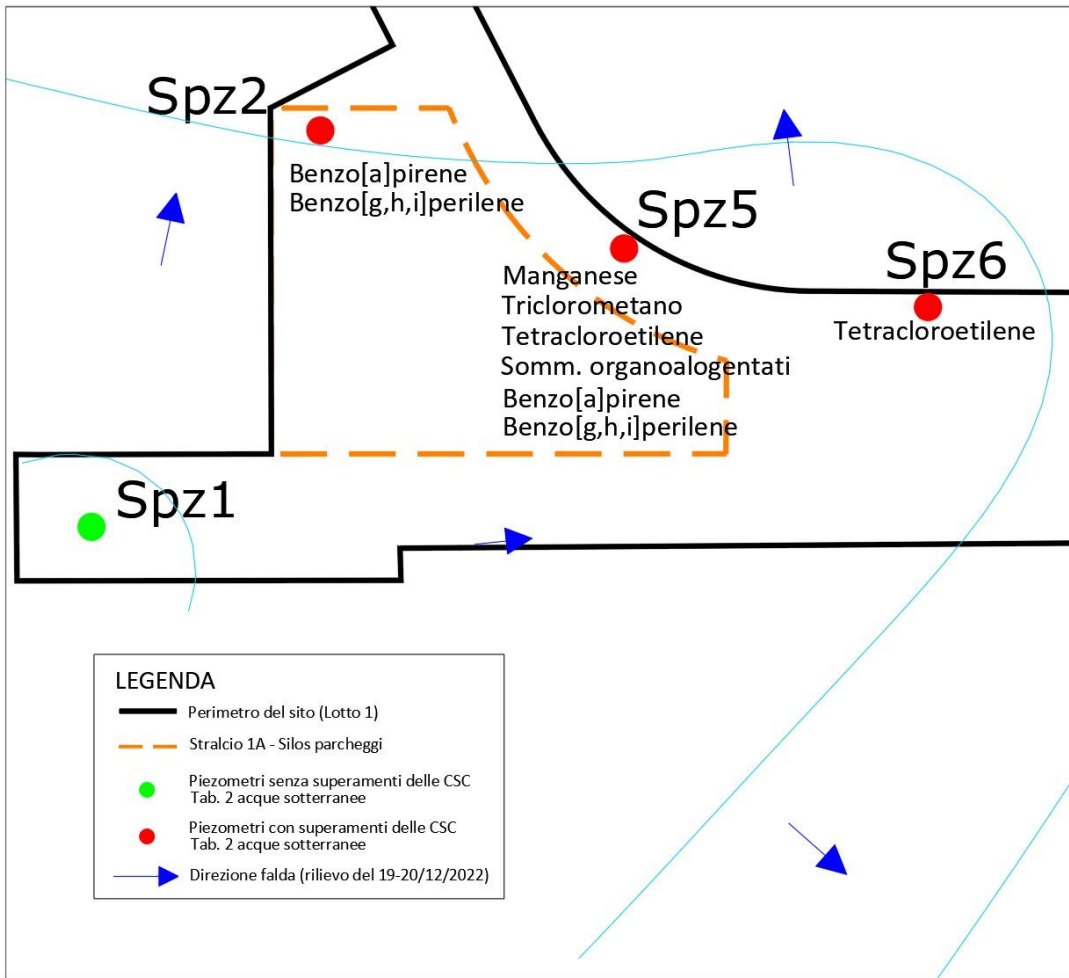 Spz2
Benzo[a]pirene
Benzo[g,h,i]perilene
Spz5
Manganese
Triclorometano
Tetracloroetilene
Somm. organoalogentati
Benzo[a]pirene
Benzo[g,h,i]perilene
Spz6
Tetracloroetilene
Spz1
LEGENDA
Perimetro del sito (Lotto 1)
Stralcio 1A - Silos parcheggi
Piezometri senza superamenti delle CSC
Tab. 2 acque sotterranee
Piezometri con superamenti delle CSC
Tab. 2 acque sotterranee
Direzione falda (rilievo del 19-20/12/2022)